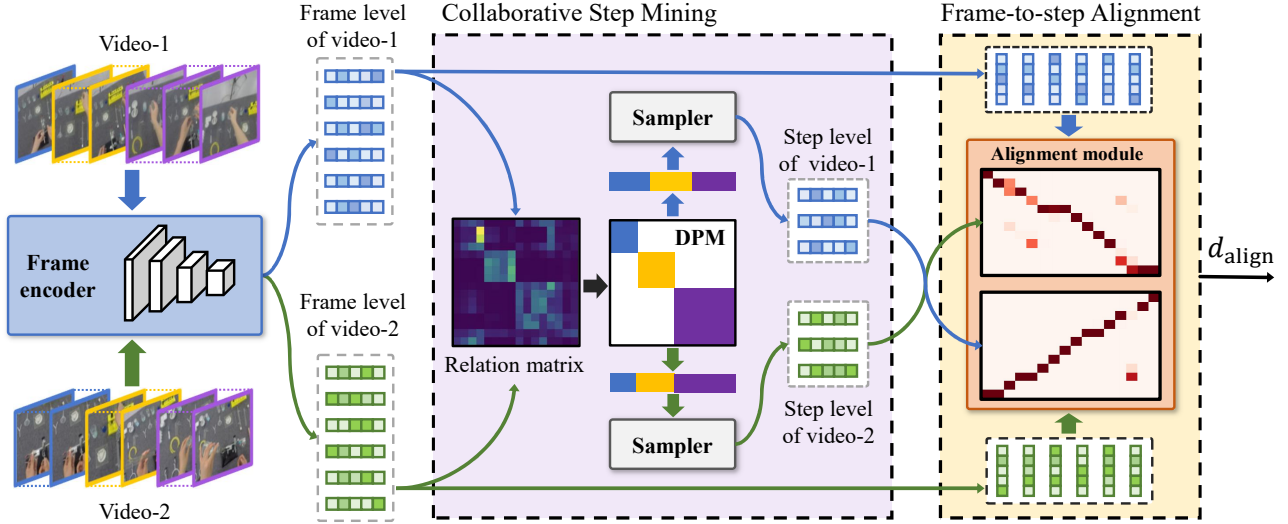 Video-1
Frame level
of video-1
Collaborative Step Mining
Frame-to-step Alignment
Sampler
Step level
of video-1
Alignment module
Frame
encoder
DPM
d_align
Frame level
of video-2
Relation matrix
Step level
of video-2
Sampler
Video-2